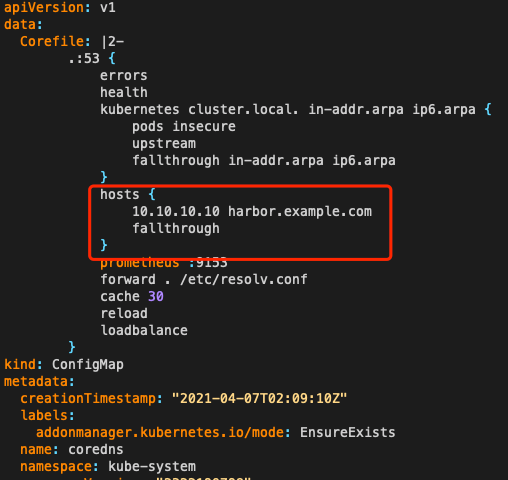 apiVersion: v1
data:
  Corefile: |2-
        .:53 {
            errors
            health
            kubernetes cluster.local. in-addr.arpa ip6.arpa {
                pods insecure
                upstream
                fallthrough in-addr.arpa ip6.arpa
            }
            hosts {
                10.10.10.10 harbor.example.com
                fallthrough
            }
            prometheus :9153
            forward . /etc/resolv.conf
            cache 30
            reload
            loadbalance
        }
kind: ConfigMap
metadata:
  creationTimestamp: "2021-04-07T02:09:10Z"
  labels:
    addonmanager.kubernetes.io/mode: EnsureExists
  name: coredns
  namespace: kube-system